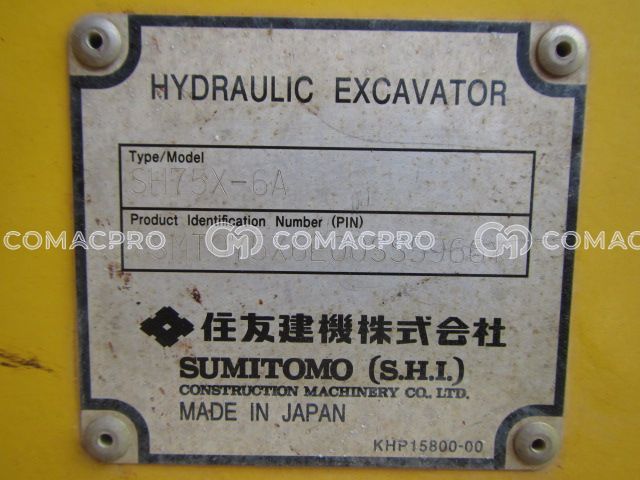 HYDRAULIC EXCAVATOR
Type/Model
SH75X-6A
Product Identification Number (PIN)
COMACPRO COMACPRO COMACPRO
住友建機株式会社
SUMITOMO (S.H.I.)
CONSTRUCTION MACHINERY CO., LTD.
MADE IN JAPAN
KHP15800-00